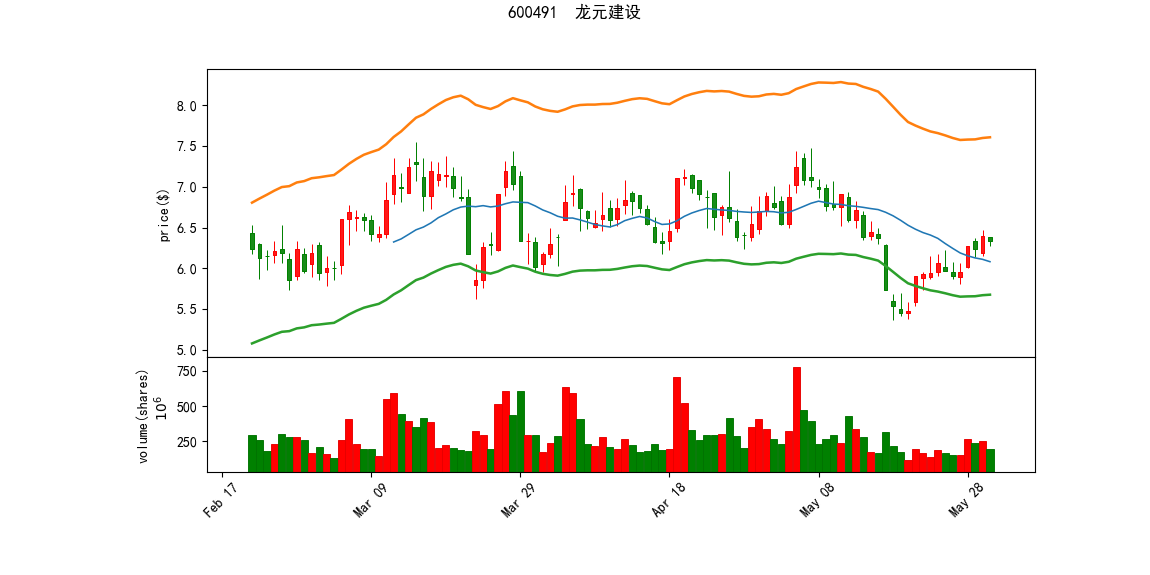 600491 龙元建设
price($)
8.0
7.5
7.0
6.5
6.0
5.5
5.0
volume(shares)
10^6
750
500
250
Feb 17
Mar 09
Mar 29
Apr 18
May 08
May 28